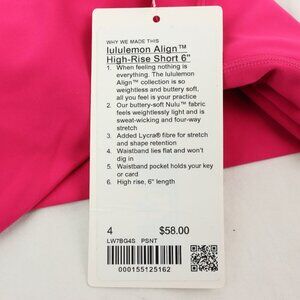 WHY WE MADE THIS
lululemon Align™
High-Rise Short 6"
1. When feeling nothing is
everything. The lululemon
Align™ collection is so
weightless and buttery soft,
all you feel is your practice
2. Our buttery-soft Nulu™ fabric
feels weightlessly light and is
sweat-wicking and four-way
stretch
3. Added Lycra® fibre for stretch
and shape retention
4. Waistband lies flat and won't
dig in
5. Waistband pocket holds your key
or card
6. High rise, 6" length
4 $58.00
LW7BG4S PSNT
000155125162